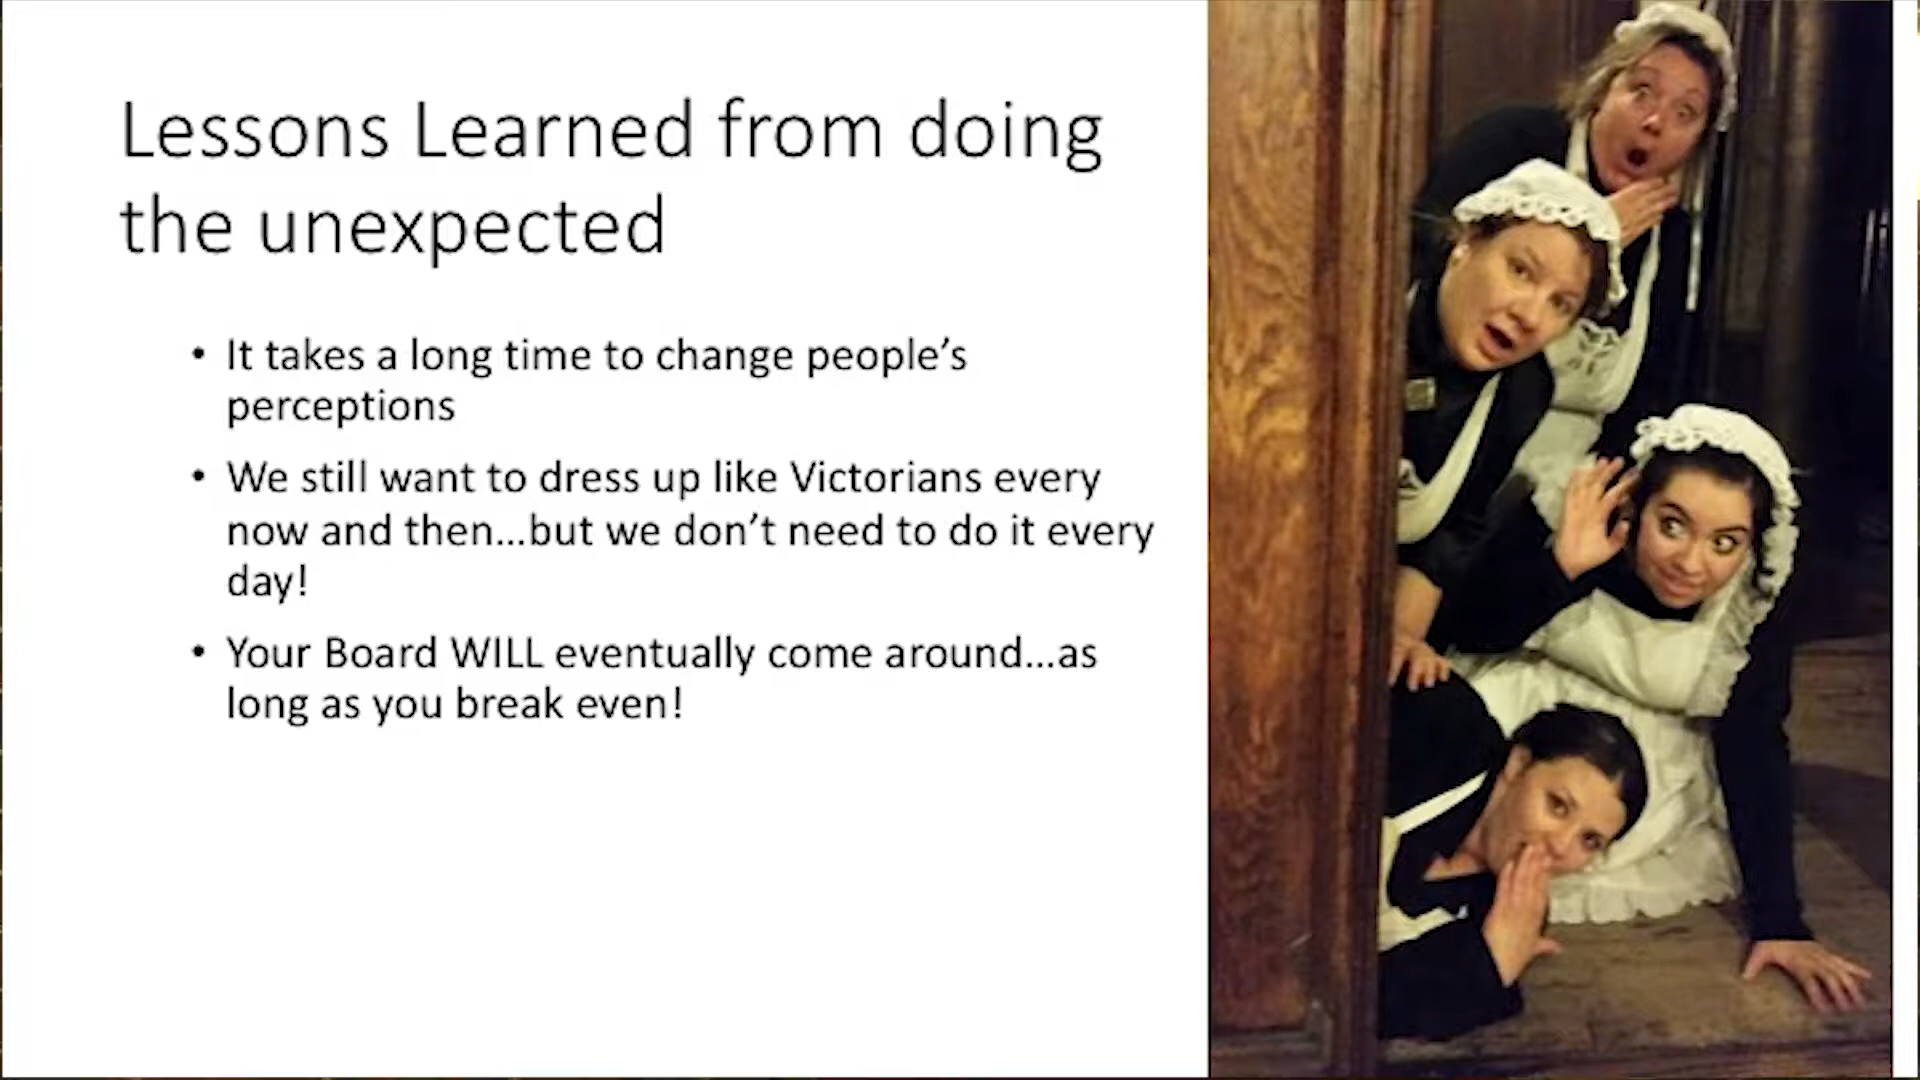 Lessons Learned from doing
the unexpected
• It takes a long time to change people’s
perceptions
• We still want to dress up like Victorians every
now and then...but we don’t need to do it every
day!
• Your Board WILL eventually come around...as
long as you break even!